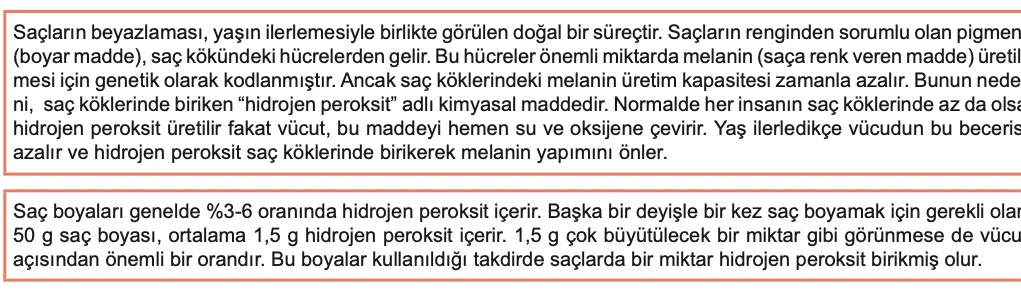 Saçların beyazlaması, yaşın ilerlemesiyle birlikte görülen doğal bir süreçtir. Saçların renginden sorumlu olan pigmen
(boyar madde), saç kökündeki hücrelerden gelir. Bu hücreler önemli miktarda melanin (saça renk veren madde) üretil
mesi için genetik olarak kodlanmıştır. Ancak saç köklerindeki melanin üretim kapasitesi zamanla azalır. Bunun nede
ni, saç köklerinde biriken “hidrojen peroksit” adlı kimyasal maddedir. Normalde her insanın saç köklerinde az da olsa
hidrojen peroksit üretilir fakat vücut, bu maddeyi hemen su ve oksijene çevirir. Yaş ilerledikçe vücudun bu beceris
azalır ve hidrojen peroksit saç köklerinde birikerek melanin yapımını önler.
Saç boyaları genelde %3-6 oranında hidrojen peroksit içerir. Başka bir deyişle bir kez saç boyamak için gerekli olar
50 g saç boyası, ortalama 1,5 g hidrojen peroksit içerir. 1,5 g çok büyütülecek bir miktar gibi görünmese de vücu
açısından önemli bir orandır. Bu boyalar kullanıldığı takdirde saçlarda bir miktar hidrojen peroksit birikmiş olur.